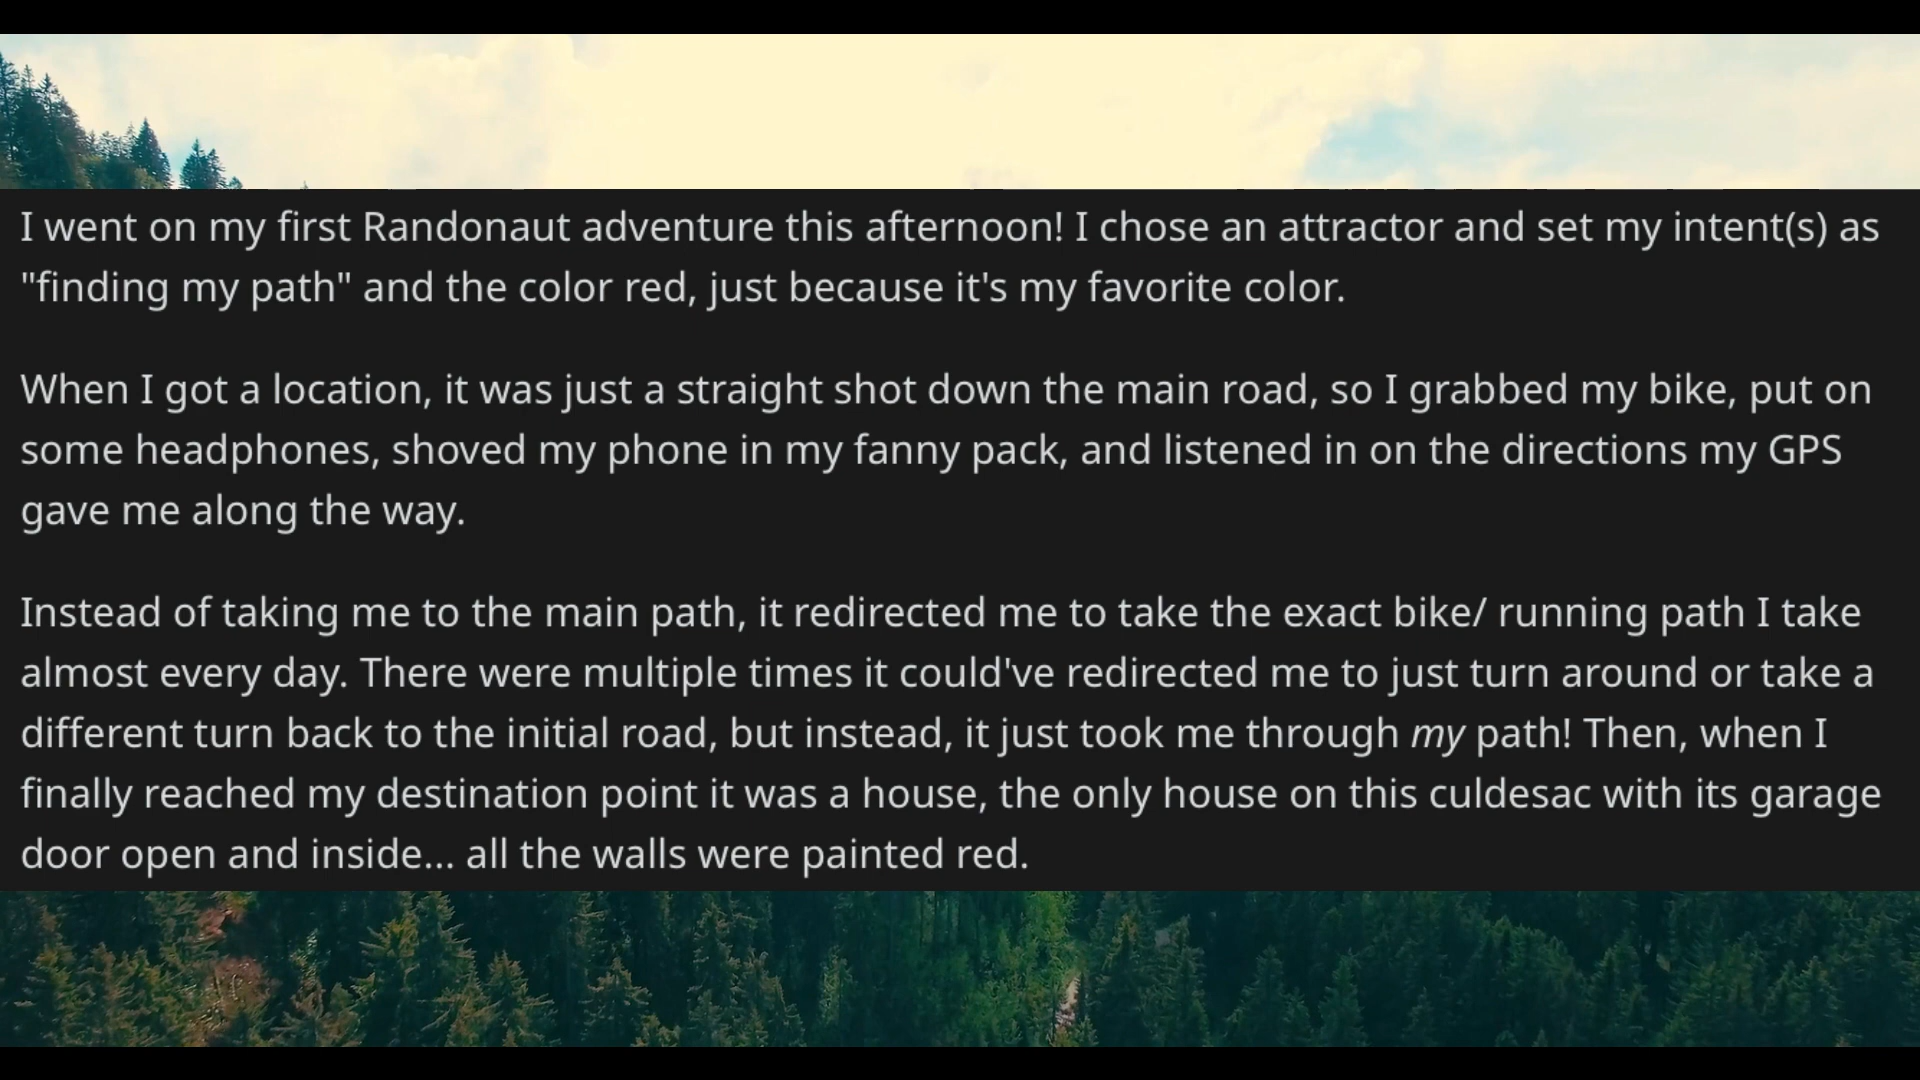 I went on my first Randonaut adventure this afternoon! I chose an attractor and set my intent(s) as
"finding my path" and the color red, just because it's my favorite color.
When I got a location, it was just a straight shot down the main road, so I grabbed my bike, put on
some headphones, shoved my phone in my fanny pack, and listened in on the directions my GPS
gave me along the way.
Instead of taking me to the main path, it redirected me to take the exact bike/ running path I take
almost every day. There were multiple times it could've redirected me to just turn around or take a
different turn back to the initial road, but instead, it just took me through my path! Then, when I
finally reached my destination point it was a house, the only house on this culdesac with its garage
door open and inside... all the walls were painted red.